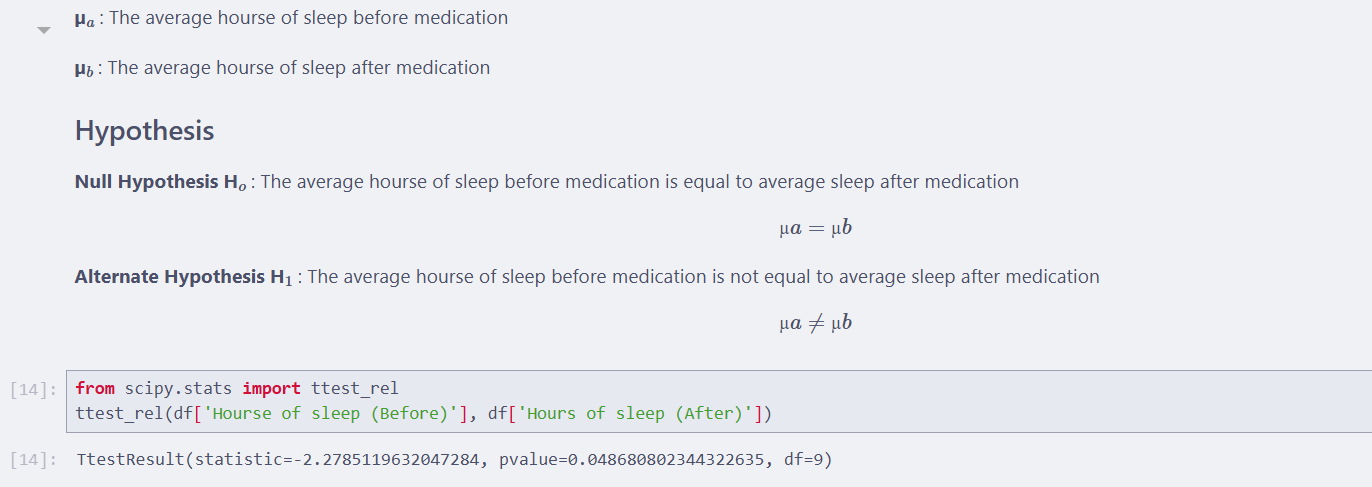 μa : The average hourse of sleep before medication
μb : The average hourse of sleep after medication
Hypothesis
Null Hypothesis Ho : The average hourse of sleep before medication is equal to average sleep after medication
μa = μb
Alternate Hypothesis H1 : The average hourse of sleep before medication is not equal to average sleep after medication
μa ≠ μb
[14]: from scipy.stats import ttest_rel
ttest_rel(df['Hourse of sleep (Before)'], df['Hours of sleep (After)'])
[14]: TtestResult(statistic=-2.2785119632047284, pvalue=0.048680802344322635, df=9)